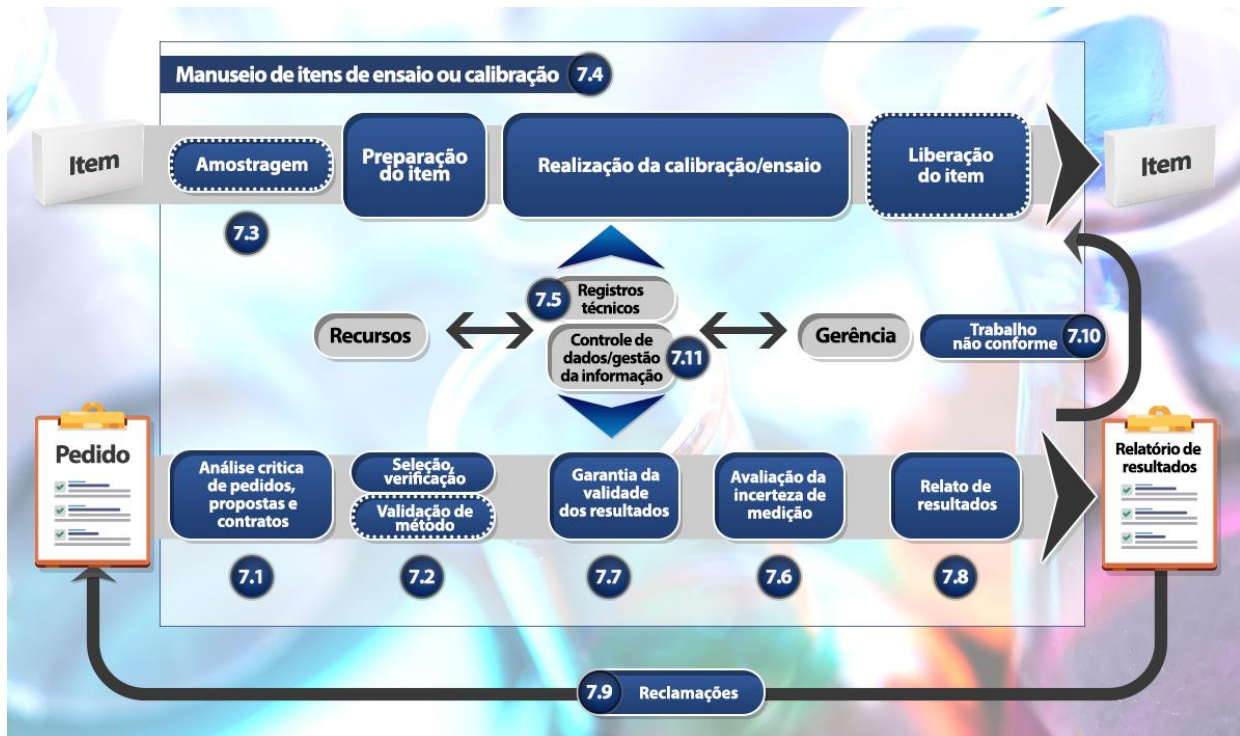 Manuseio de itens de ensaio ou calibração 7.4
Item
Amostragem
7.3
Preparação
do item
Realização da calibração/ensaio
Liberação
do item
Item
7.5
Registros
técnicos
Recursos
Controle de
dados/gestão
da informação
7.11
Gerência
Trabalho
não conforme
7.10
Pedido
Análise critica
de pedidos,
propostas e
contratos
7.1
Seleção,
verificação
Validação de
método
7.2
Garantia da
validade
dos resultados
7.7
Avaliação da
incerteza de
medição
7.6
Relato de
resultados
7.8
Relatório de
resultados
7.9 Reclamações